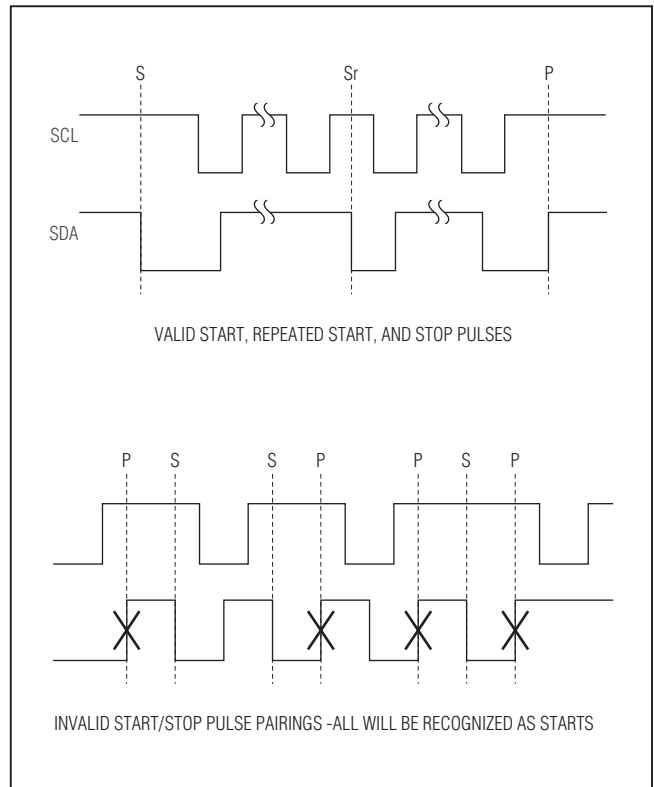 S Sr P
SCL
SDA
VALID START, REPEATED START, AND STOP PULSES
P S S P P S P
INVALID START/STOP PULSE PAIRINGS -ALL WILL BE RECOGNIZED AS STARTS